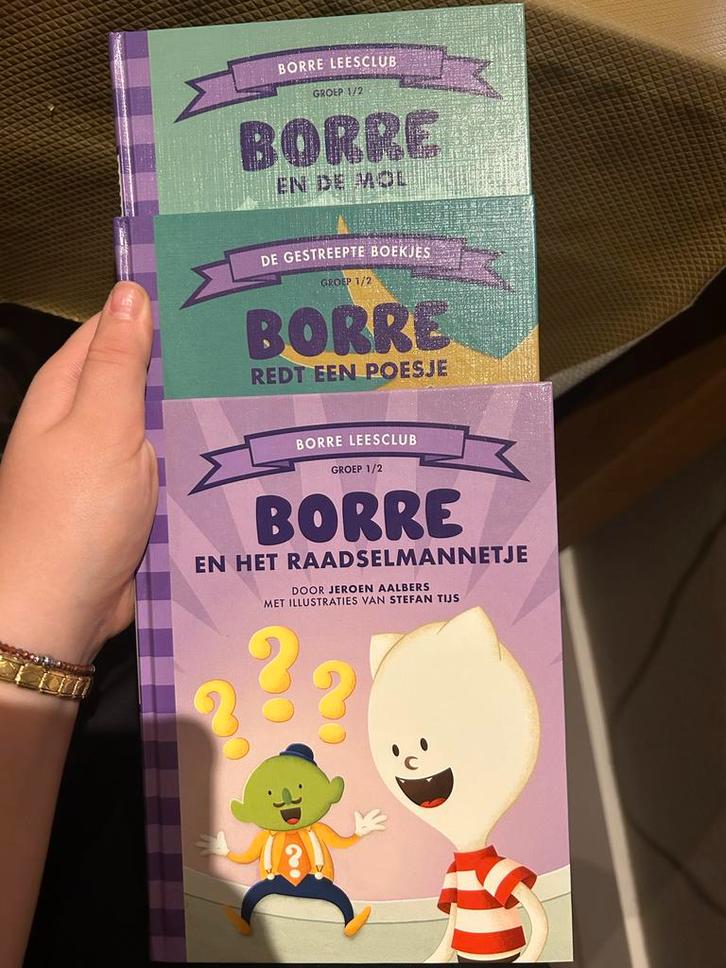 BORRE LEESCLUB
GROEP 1/2
BORRE
EN DE MOL
DE GESTREEPTE BOEKJES
GROEP 1/2
BORRE
REDT EEN POESJE
BORRE LEESCLUB
GROEP 1/2
BORRE
EN HET RAADSELMANNETJE
DOOR JEROEN AALBERS
MET ILLUSTRATIES VAN STEFAN TIJS
? ? ?
?